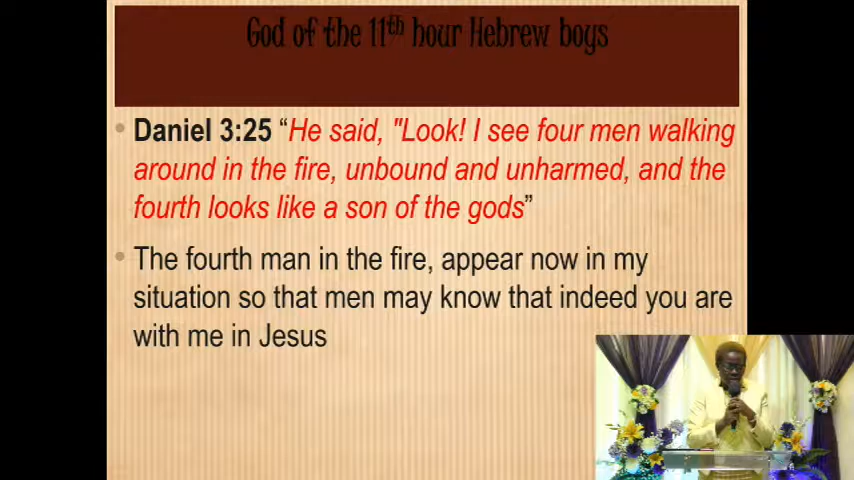 God of the 11th hour Hebrew boys
Daniel 3:25 “He said, "Look! I see four men walking
around in the fire, unbound and unharmed, and the
fourth looks like a son of the gods”
The fourth man in the fire, appear now in my
situation so that men may know that indeed you are
with me in Jesus